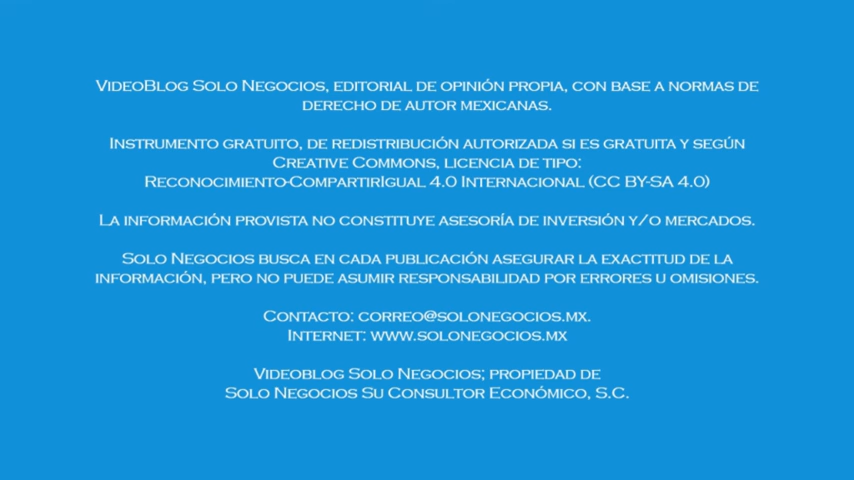 VideoBlog Solo Negocios, editorial de opinión propia, con base a normas de
derecho de autor mexicanas.
Instrumento gratuito, de redistribución autorizada si es gratuita y según
Creative Commons, licencia de tipo:
Reconocimiento-CompartirIgual 4.0 Internacional (CC BY-SA 4.0)
La información provista no constituye asesoría de inversión y/o mercados.
Solo Negocios busca en cada publicación asegurar la exactitud de la
información, pero no puede asumir responsabilidad por errores u omisiones.
Contacto: correo@solonegocios.mx.
Internet: www.solonegocios.mx
Videoblog Solo Negocios; propiedad de
Solo Negocios Su Consultor Económico, S.C.